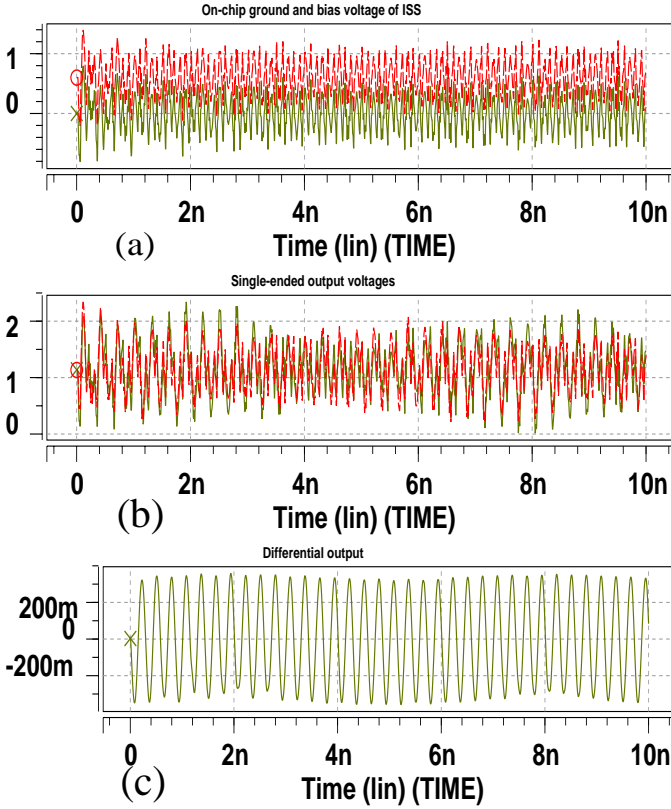 On-chip ground and bias voltage of ISS
1
0
0 2n 4n 6n 8n 10n
(a) Time (lin) (TIME)
Single-ended output voltages
2
1
0
0 2n 4n 6n 8n 10n
(b) Time (lin) (TIME)
Differential output
200m
0
-200m
0 2n 4n 6n 8n 10n
(c) Time (lin) (TIME)